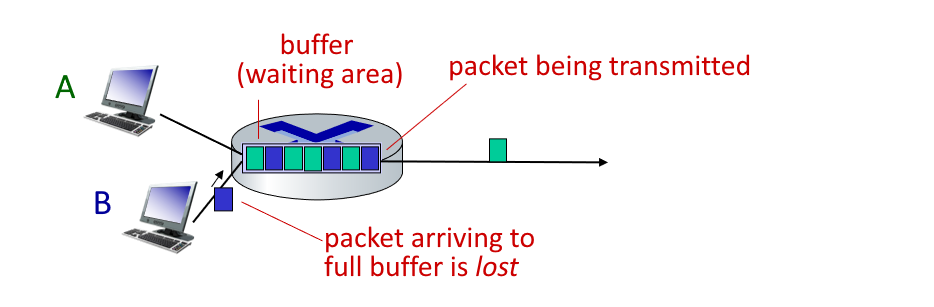 buffer
(waiting area)
packet being transmitted
A
B
packet arriving to
full buffer is lost